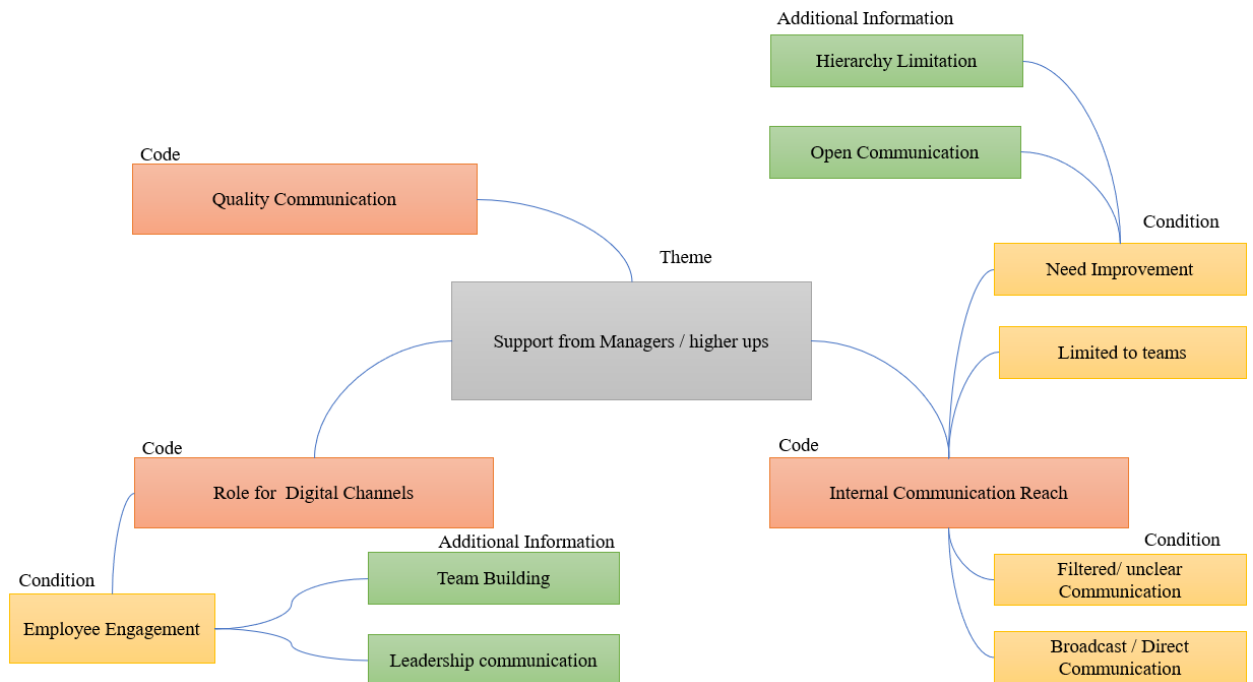 Additional Information
Hierarchy Limitation
Open Communication
Code
Quality Communication
Condition
Need Improvement
Theme
Support from Managers / higher ups
Limited to teams
Code
Role for  Digital Channels
Code
Internal Communication Reach
Additional Information
Team Building
Condition
Employee Engagement
Leadership communication
Condition
Filtered/ unclear
Communication
Broadcast / Direct
Communication